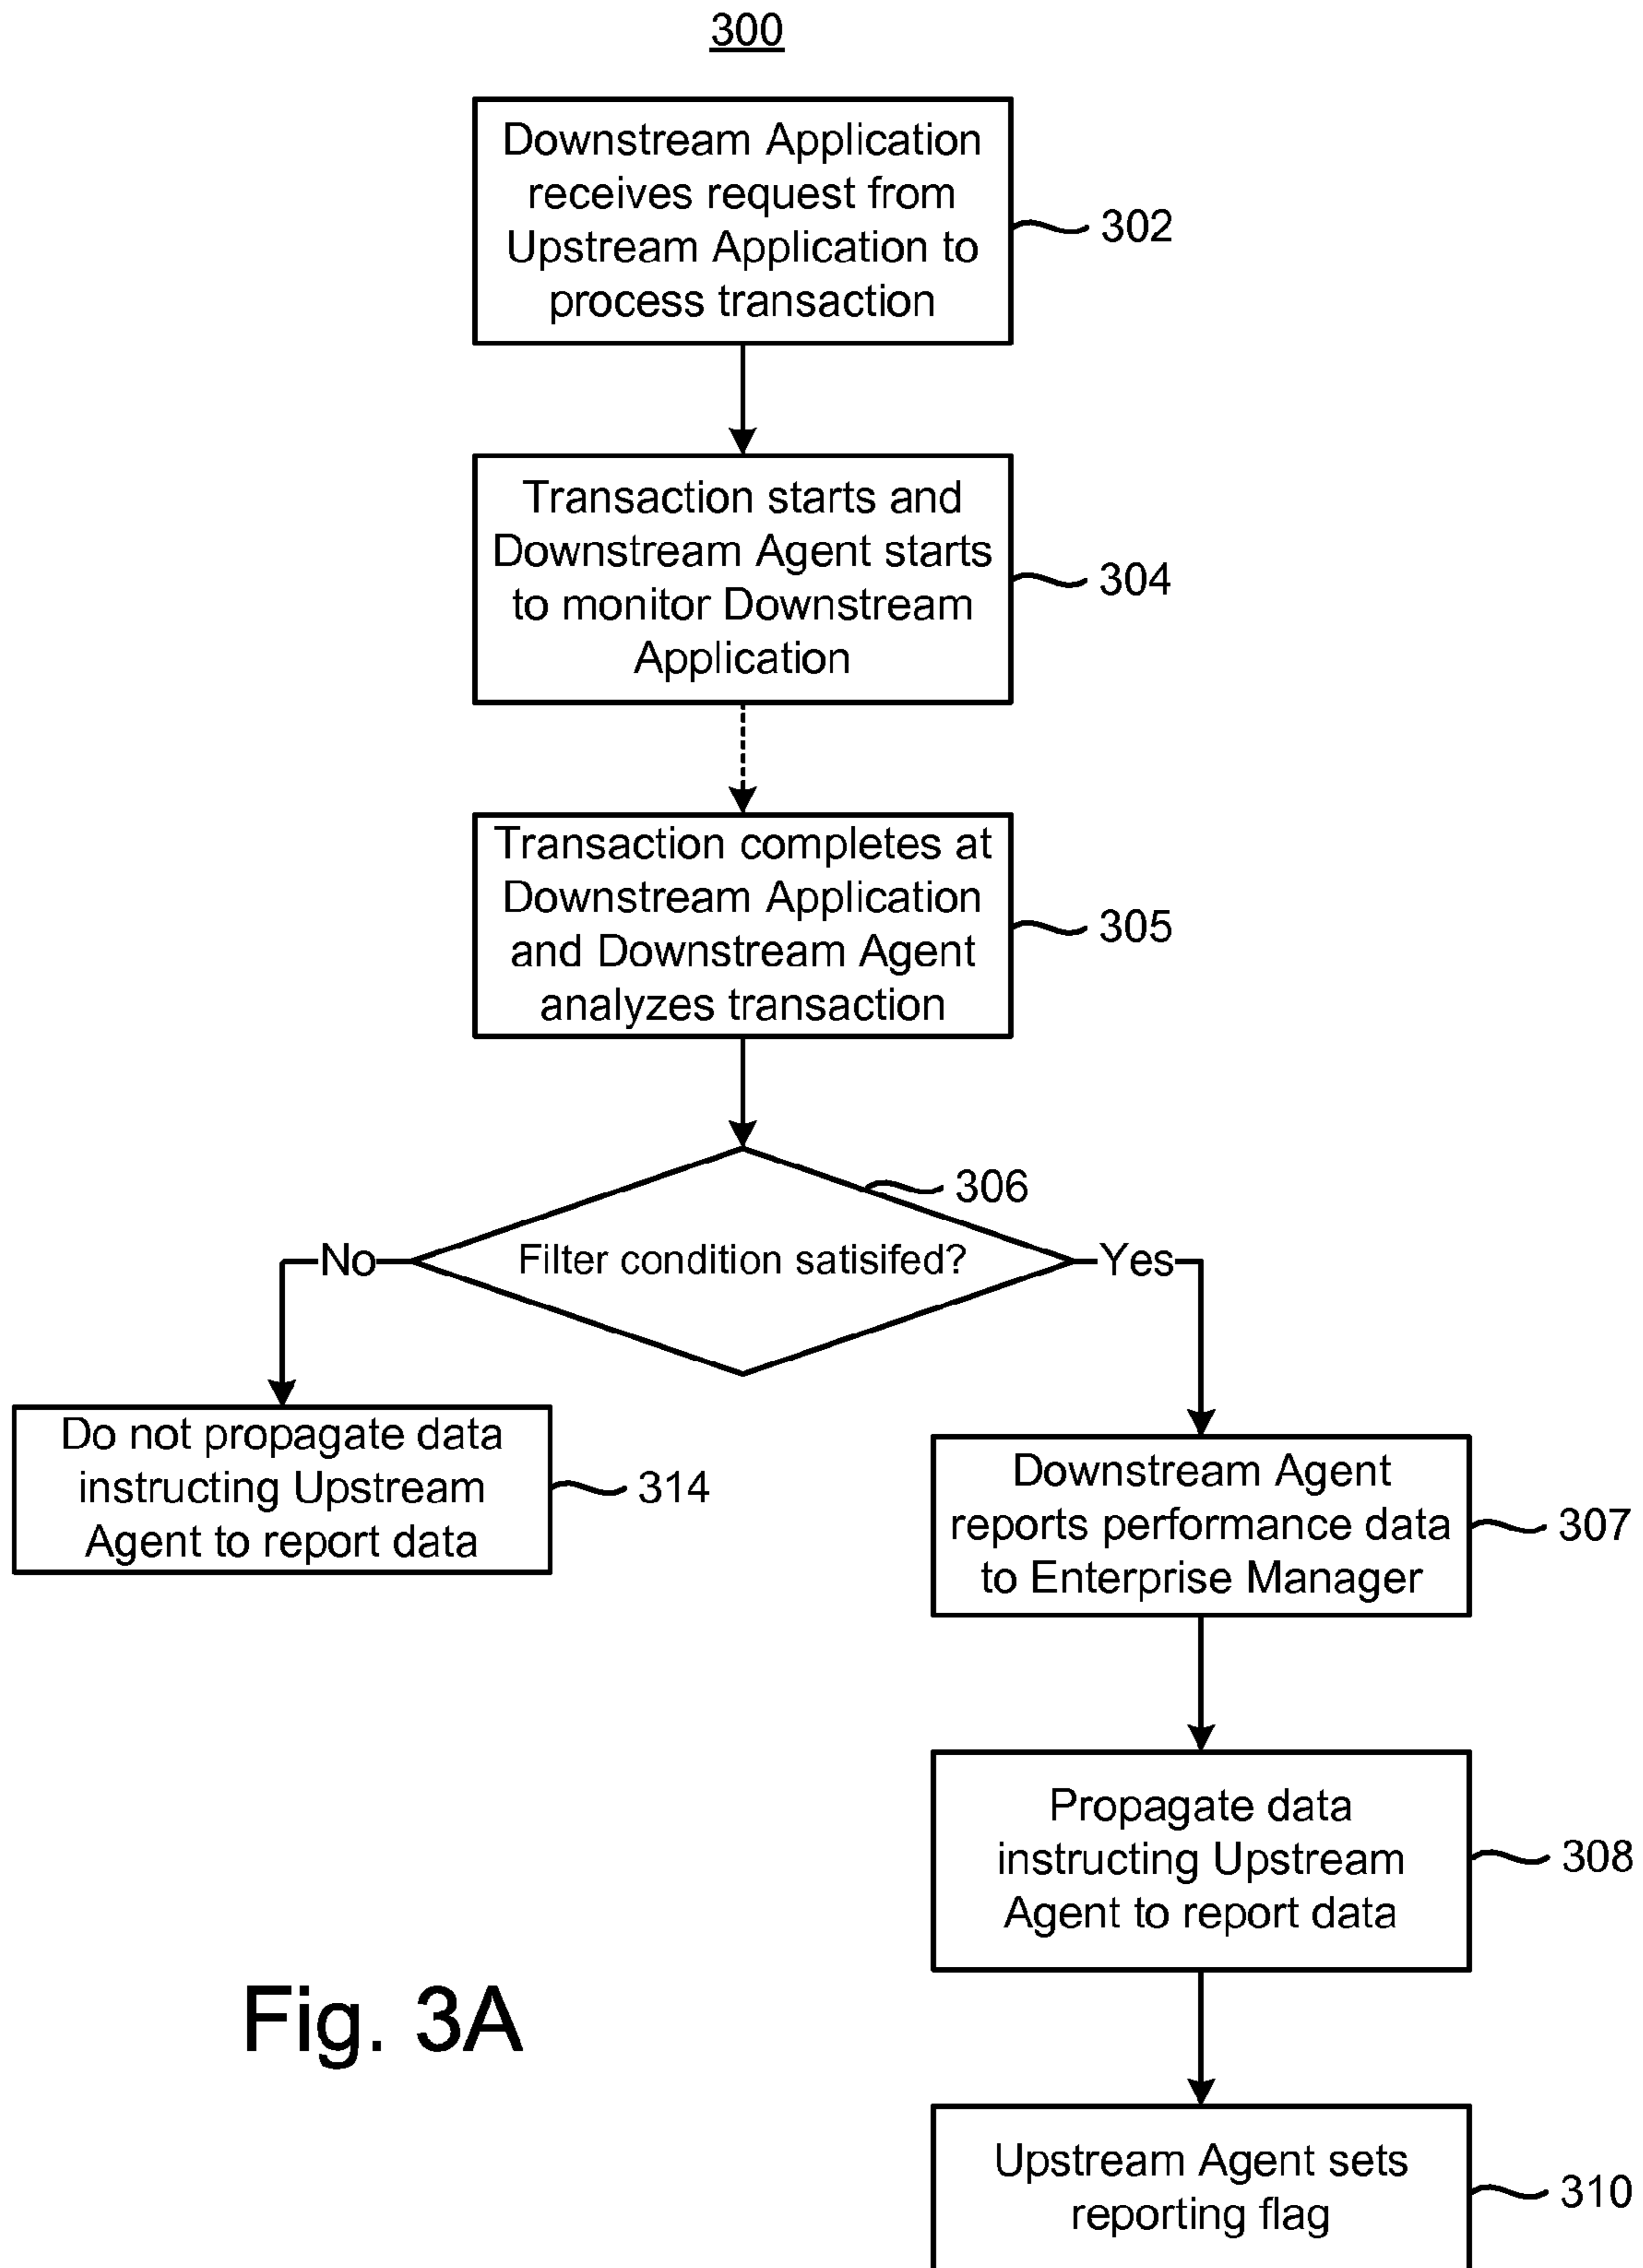 300
Downstream Application
receives request from
Upstream Application to
process transaction
302
Transaction starts and
Downstream Agent starts
to monitor Downstream
Application
304
Transaction completes at
Downstream Application
and Downstream Agent
analyzes transaction
305
306
No
Filter condition satisifed?
Yes
Do not propagate data
instructing Upstream
Agent to report data
314
Downstream Agent
reports performance data
to Enterprise Manager
307
Propagate data
instructing Upstream
Agent to report data
308
Fig. 3A
Upstream Agent sets
reporting flag
310